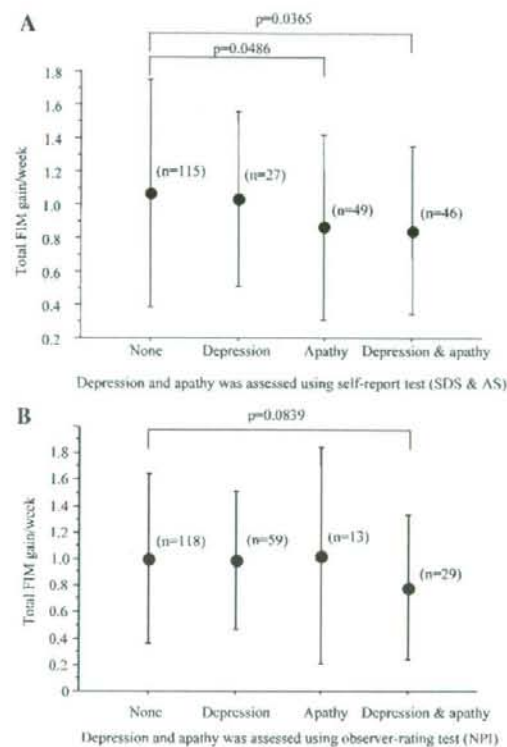 A
p=0.0365
p=0.0486
Total FIM gain/week
1.8
1.6
1.4
1.2
1.0
0.8
0.6
0.4
0.2
(n=115)
(n=27)
(n=49)
(n=46)
None Depression Apathy Depression & apathy
Depression and apathy was assessed using self-report test (SDS & AS)
B
p=0.0839
Total FIM gain/week
1.8
1.6
1.4
1.2
1.0
0.8
0.6
0.4
0.2
0
(n=118)
(n=59)
(n=13)
(n=29)
None Depression Apathy Depression & apathy
Depression and apathy was assessed using observer-rating test (NPI)